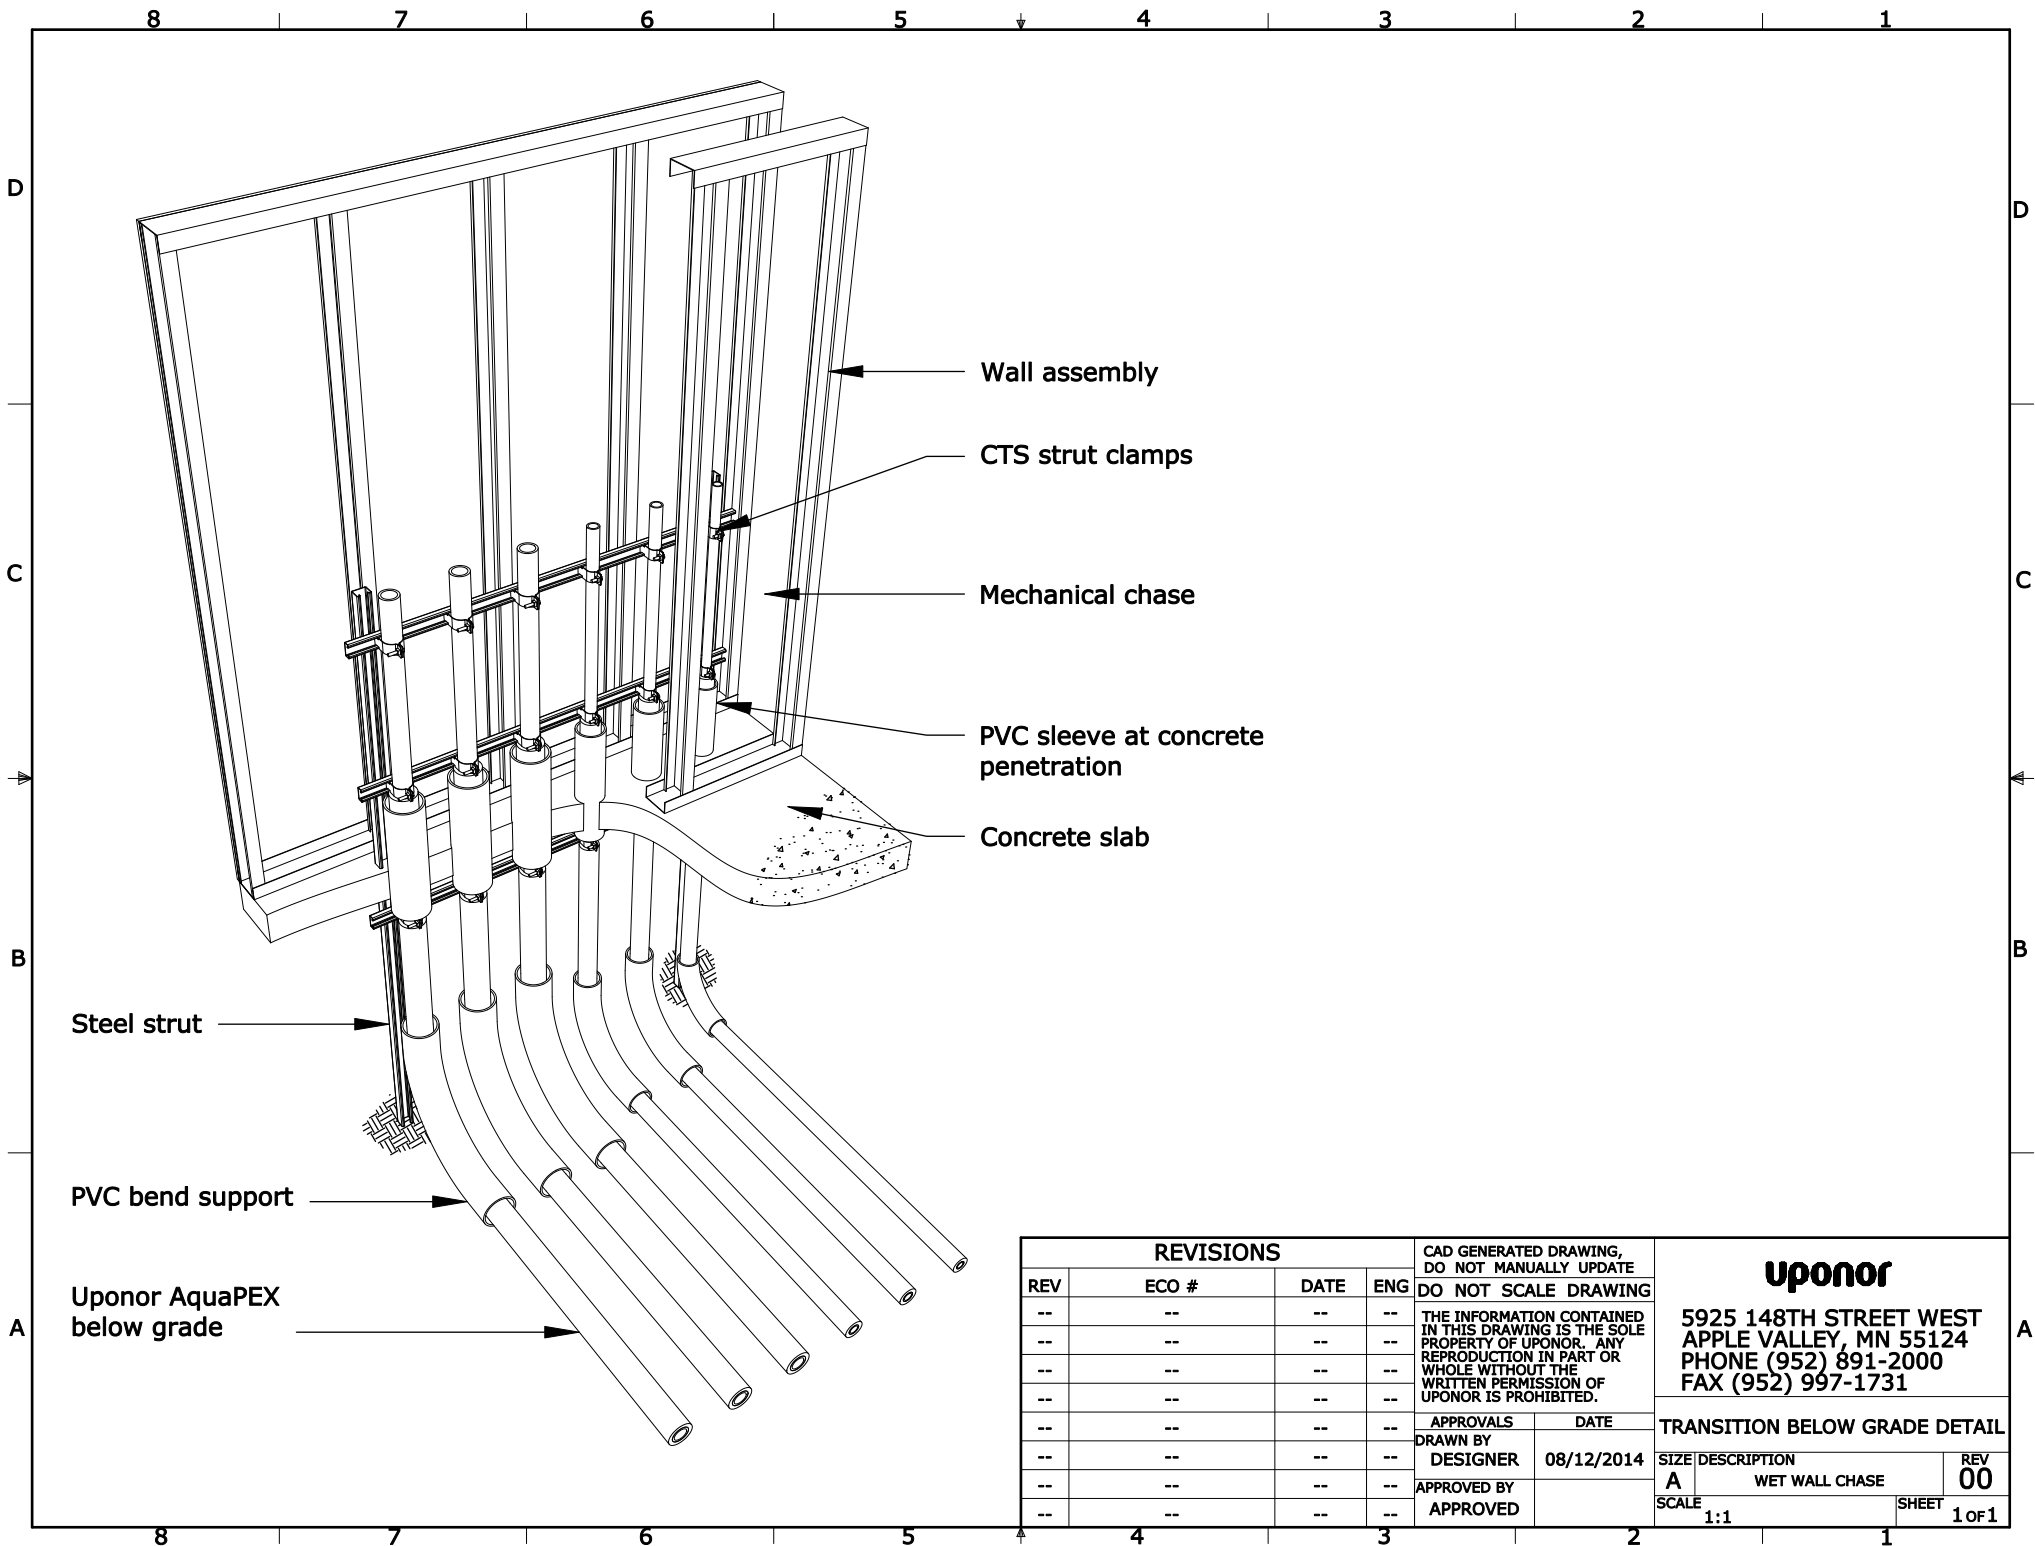 8 7 6 5 4 3 2 1
D D
C C
B B
A A
Wall assembly
CTS strut clamps
Mechanical chase
PVC sleeve at concrete
penetration
Concrete slab
Steel strut
PVC bend support
Uponor AquaPEX
below grade
REVISIONS
REV ECO # DATE ENG
-- -- -- --
-- -- -- --
-- -- -- --
-- -- -- --
-- -- -- --
-- -- -- --
-- -- -- --
-- -- -- --
CAD GENERATED DRAWING,
DO NOT MANUALLY UPDATE
DO NOT SCALE DRAWING
THE INFORMATION CONTAINED
IN THIS DRAWING IS THE SOLE
PROPERTY OF UPONOR. ANY
REPRODUCTION IN PART OR
WHOLE WITHOUT THE
WRITTEN PERMISSION OF
UPONOR IS PROHIBITED.
APPROVALS DATE
DRAWN BY
DESIGNER 08/12/2014
APPROVED BY
APPROVED
uponor
5925 148TH STREET WEST
APPLE VALLEY, MN 55124
PHONE (952) 891-2000
FAX (952) 997-1731
TRANSITION BELOW GRADE DETAIL
SIZE DESCRIPTION REV
A WET WALL CHASE 00
SCALE 1:1 SHEET 1 OF 1
8 7 6 5 4 3 2 1